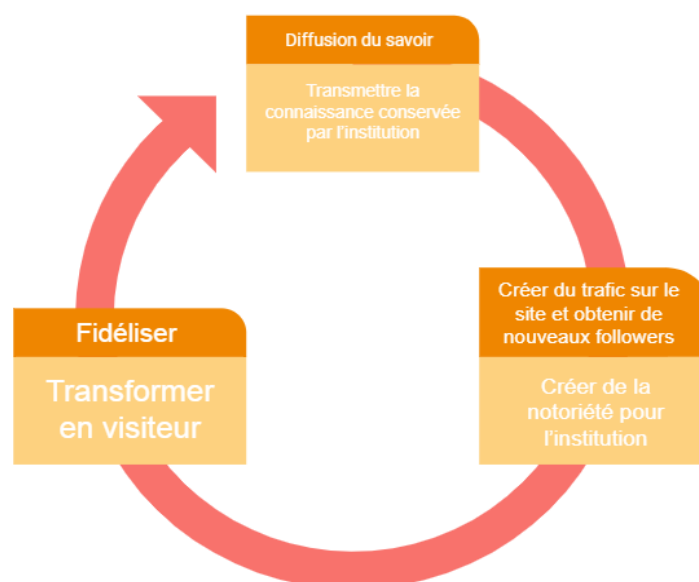 Diffusion du savoir
Transmettre la
connaissance conservée
par l'institution
Créer du trafic sur le
site et obtenir de
nouveaux followers
Créer de la
notoriété pour
l'institution
Fidéliser
Transformer
en visiteur